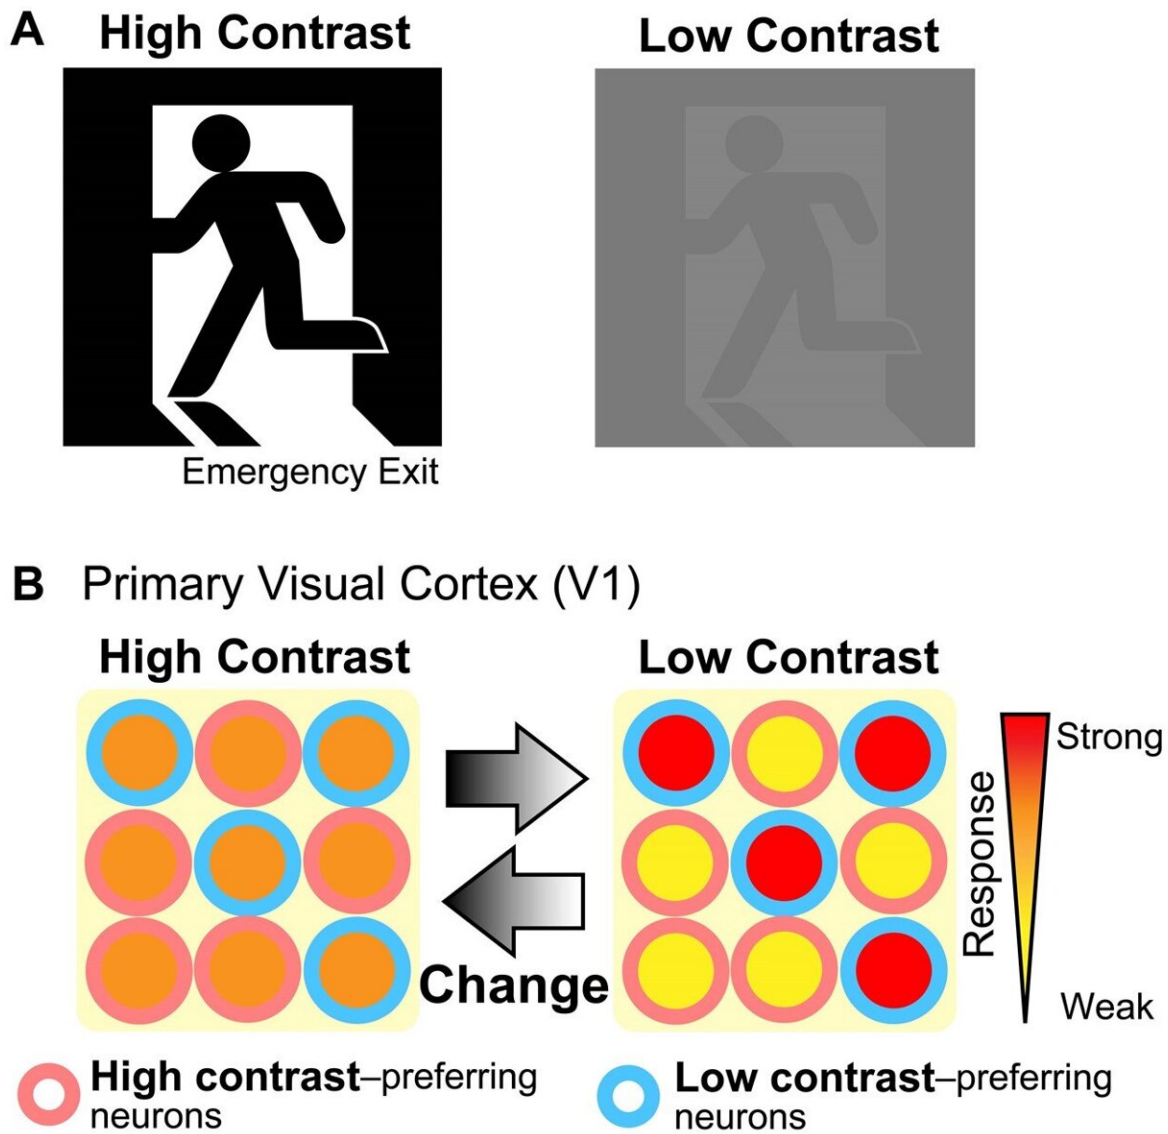 A High Contrast Low Contrast
Emergency Exit
B Primary Visual Cortex (V1)
High Contrast Low Contrast
Strong
Response
Change
Weak
High contrast–preferring
neurons
Low contrast–preferring
neurons